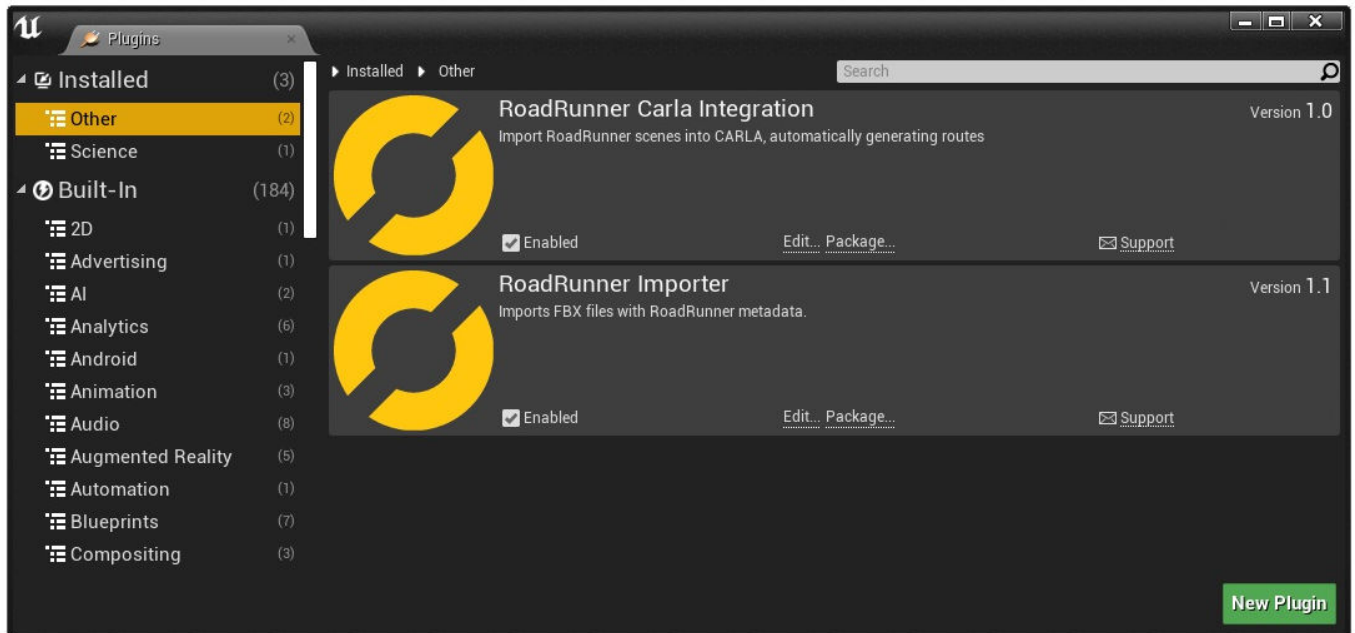 Plugins
Installed (3)
Other (2)
Science (1)
Built-In (184)
2D (1)
Advertising (1)
AI (2)
Analytics (6)
Android (1)
Animation (3)
Audio (8)
Augmented Reality (5)
Automation (1)
Blueprints (7)
Compositing (3)
Installed Other
Search
RoadRunner Carla Integration Version 1.0
Import RoadRunner scenes into CARLA, automatically generating routes
Enabled Edit... Package... Support
RoadRunner Importer Version 1.1
Imports FBX files with RoadRunner metadata.
Enabled Edit... Package... Support
New Plugin